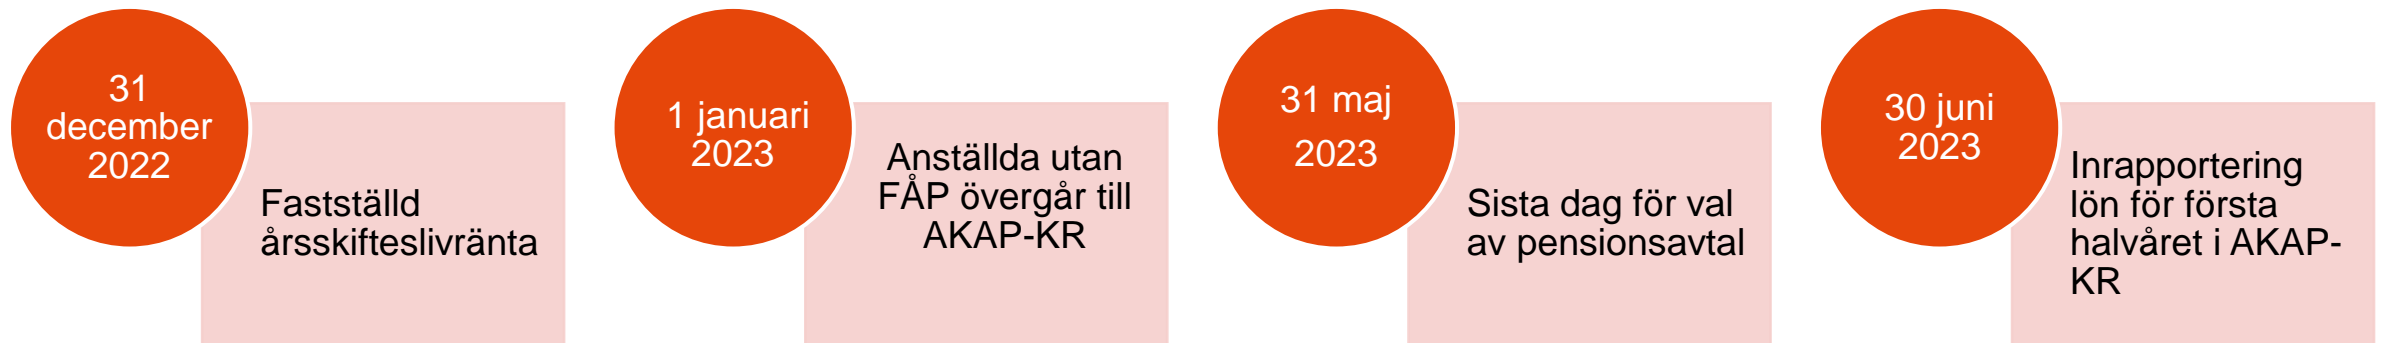 31
december
2022
Fastställd
årsskifteslivränta
1 januari
2023
Anställda utan
FÅP övergår till
AKAP-KR
31 maj
2023
Sista dag för val
av pensionsavtal
30 juni
2023
Inrapportering
lön för första
halvåret i AKAP-
KR